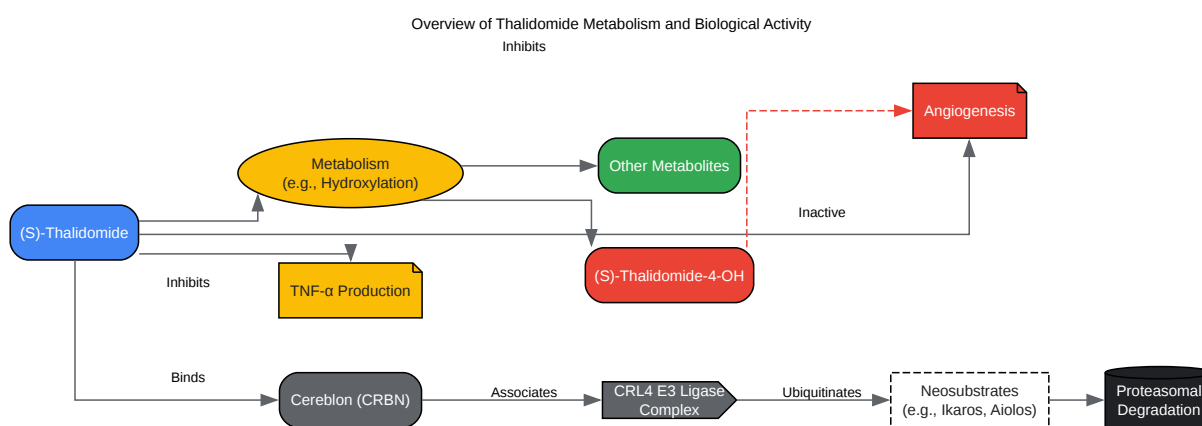 Overview of Thalidomide Metabolism and Biological Activity
Inhibits
Angiogenesis
Metabolism
(e.g., Hydroxylation)
Other Metabolites
Inactive
(S)-Thalidomide
(S)-Thalidomide-4-OH
Inhibits
TNF-α Production
Binds
Cereblon (CRBN)
Associates
CRL4 E3 Ligase
Complex
Ubiquitinates
Neosubstrates
(e.g., Ikaros, Aiolos)
Proteasomal
Degradation